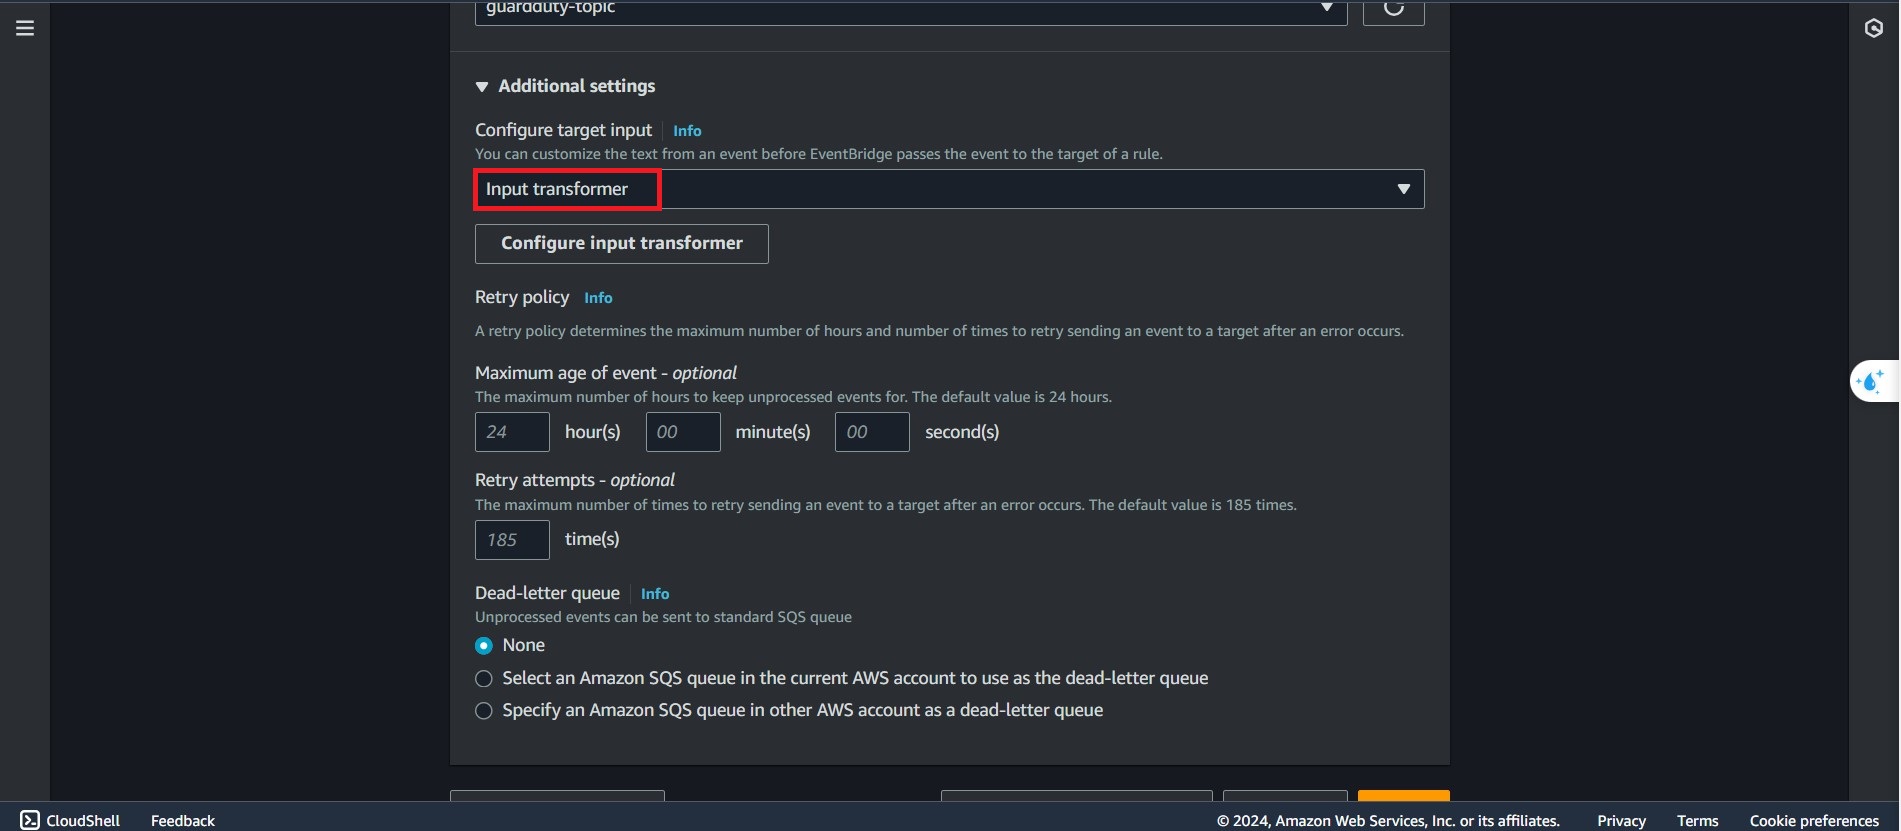 guardduty-topic
Additional settings
Configure target input Info
You can customize the text from an event before EventBridge passes the event to the target of a rule.
Input transformer
Configure input transformer
Retry policy Info
A retry policy determines the maximum number of hours and number of times to retry sending an event to a target after an error occurs.
Maximum age of event - optional
The maximum number of hours to keep unprocessed events for. The default value is 24 hours.
24 hour(s) 00 minute(s) 00 second(s)
Retry attempts - optional
The maximum number of times to retry sending an event to a target after an error occurs. The default value is 185 times.
185 time(s)
Dead-letter queue Info
Unprocessed events can be sent to standard SQS queue
None
Select an Amazon SQS queue in the current AWS account to use as the dead-letter queue
Specify an Amazon SQS queue in other AWS account as a dead-letter queue
CloudShell Feedback © 2024, Amazon Web Services, Inc. or its affiliates. Privacy Terms Cookie preferences